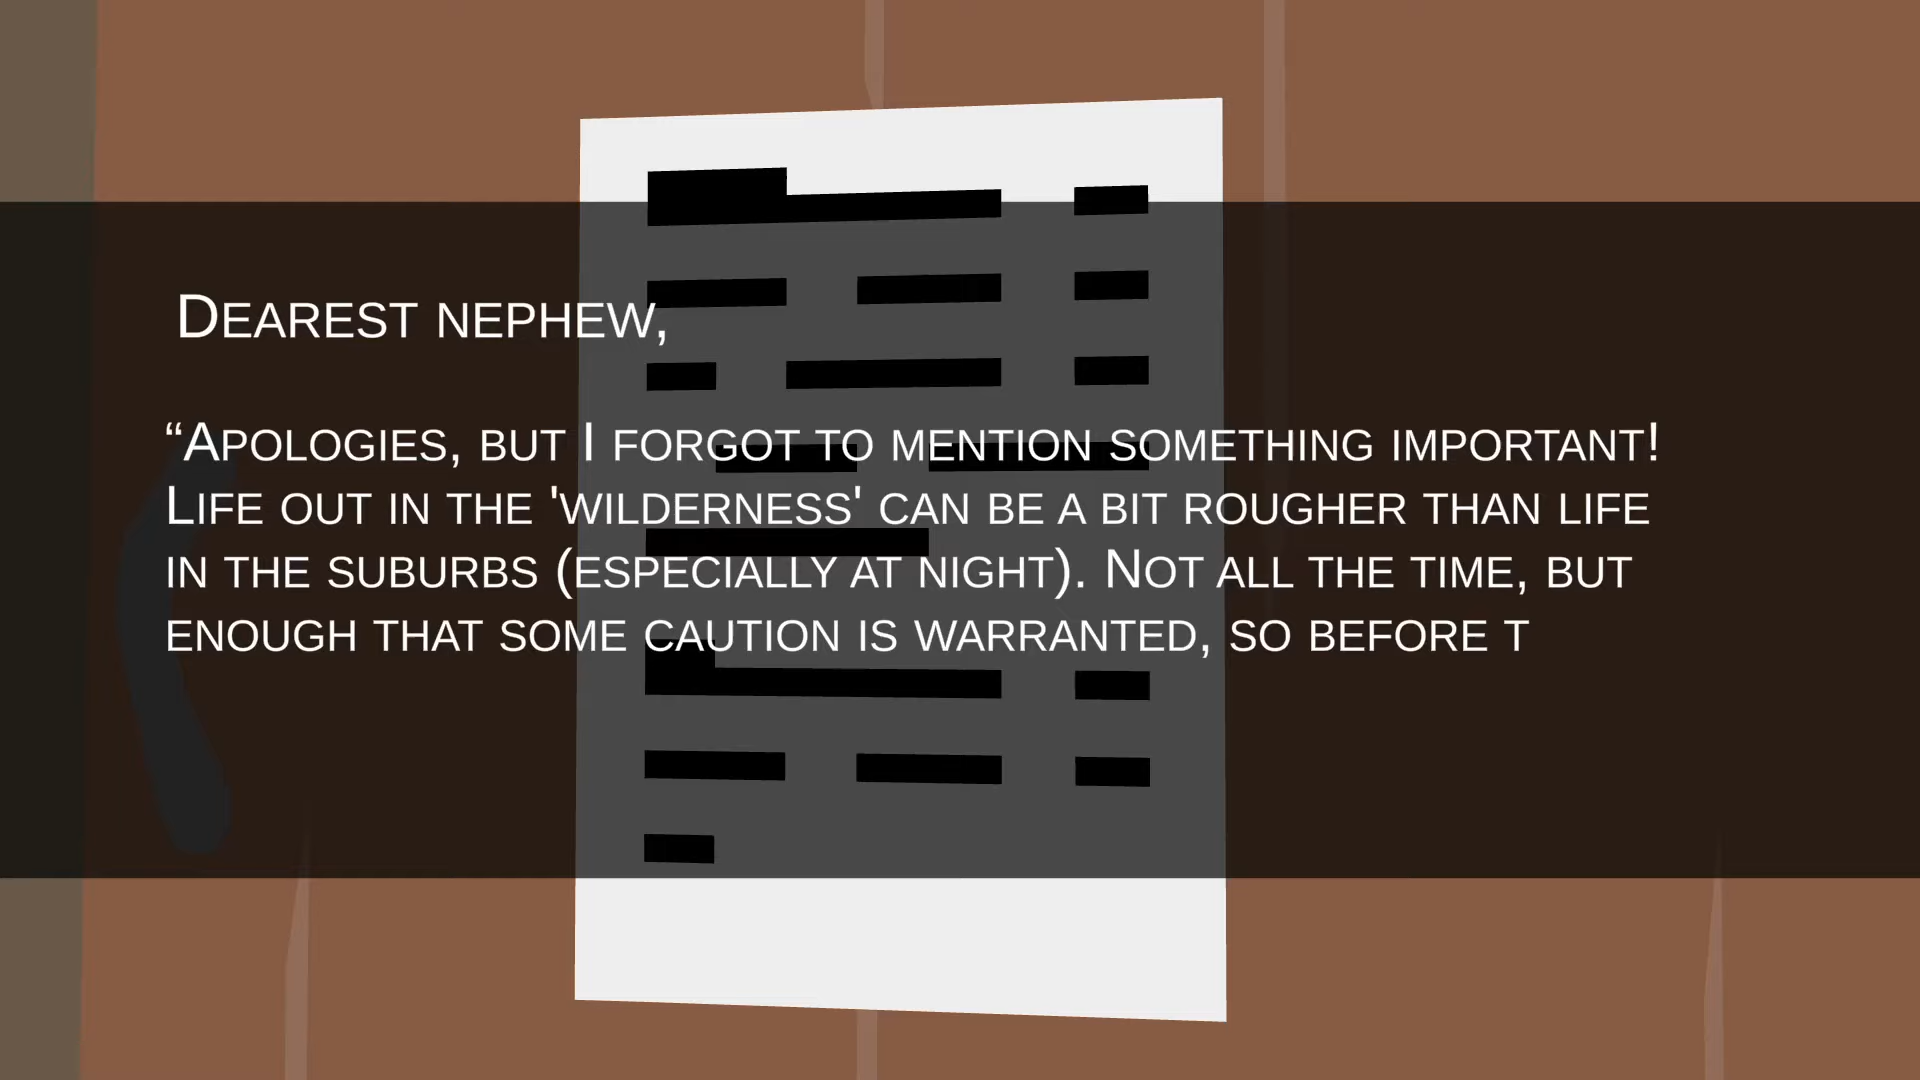 Dearest nephew,
“Apologies, but I forgot to mention something important!
Life out in the 'wilderness' can be a bit rougher than life
in the suburbs (especially at night). Not all the time, but
enough that some caution is warranted, so before t